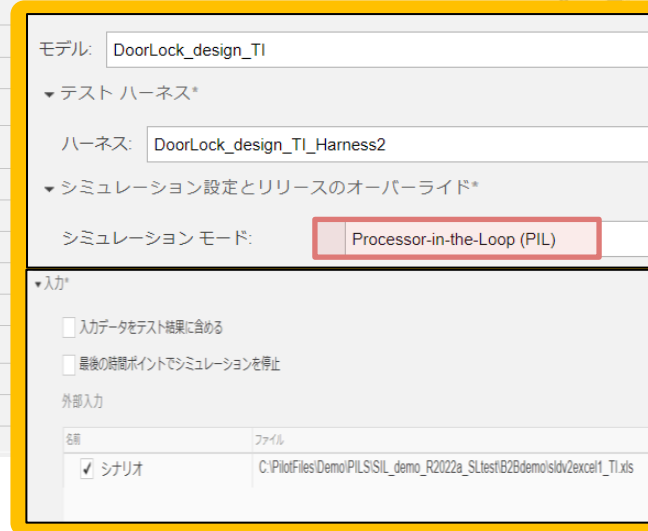 モデル: DoorLock_design_TI
▼テスト ハーネス*
ハーネス: DoorLock_design_TI_Harness2
▼シミュレーション設定とリリースのオーバーライド*
シミュレーション モード: Processor-in-the-Loop (PIL)
▼入力*
入力データをテスト結果に含める
最後の時間ポイントでシミュレーションを停止
外部入力
名前 ファイル
シナリオ C:\PilotFiles\Demo\PILS\SIL_demo_R2022a_SLtest\B2Bdemo\sldv2excel1_TI.xls